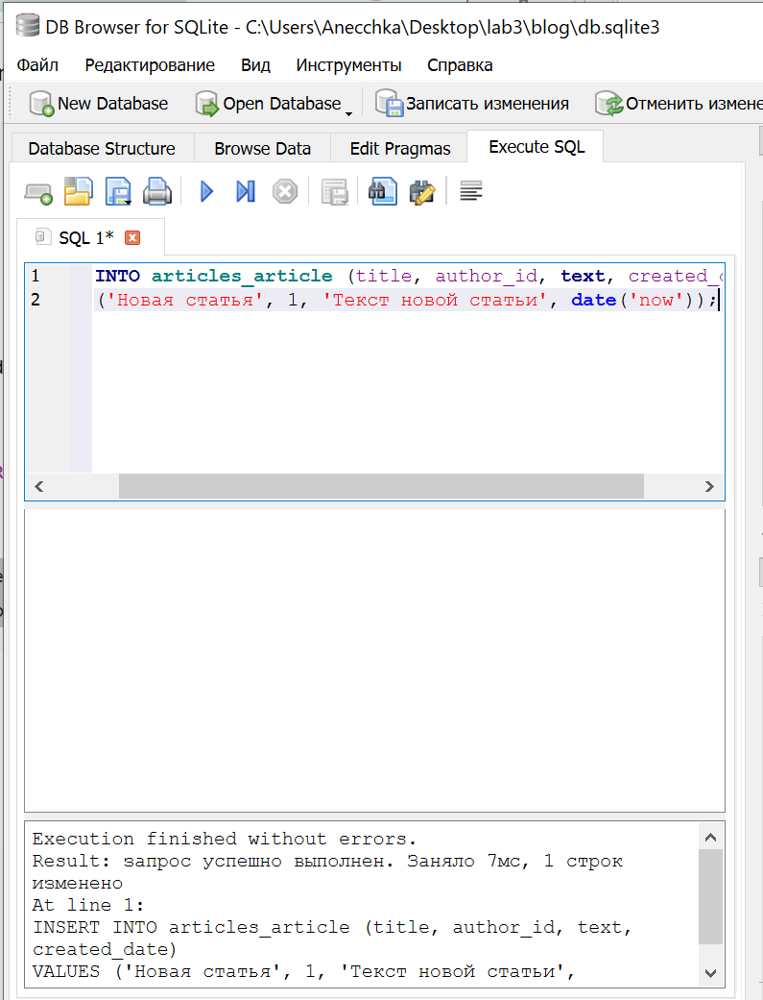 DB Browser for SQLite - C:\Users\Anecchka\Desktop\lab3\blog\db.sqlite3
Файл Редактирование Вид Инструменты Справка
New Database Open Database Записать изменения Отменить
Database Structure Browse Data Edit Pragmas Execute SQL
SQL 1*
1 INTO articles_article (title, author_id, text,
2 ('Новая статья', 1, 'Текст новой статьи', date('now'));
Execution finished without errors.
Result: запрос успешно выполнен. Заняло 7мс, 1 строк
изменено
At line 1:
INSERT INTO articles_article (title, author_id, text,
created_date)
VALUES ('Новая статья', 1, 'Текст новой статьи',